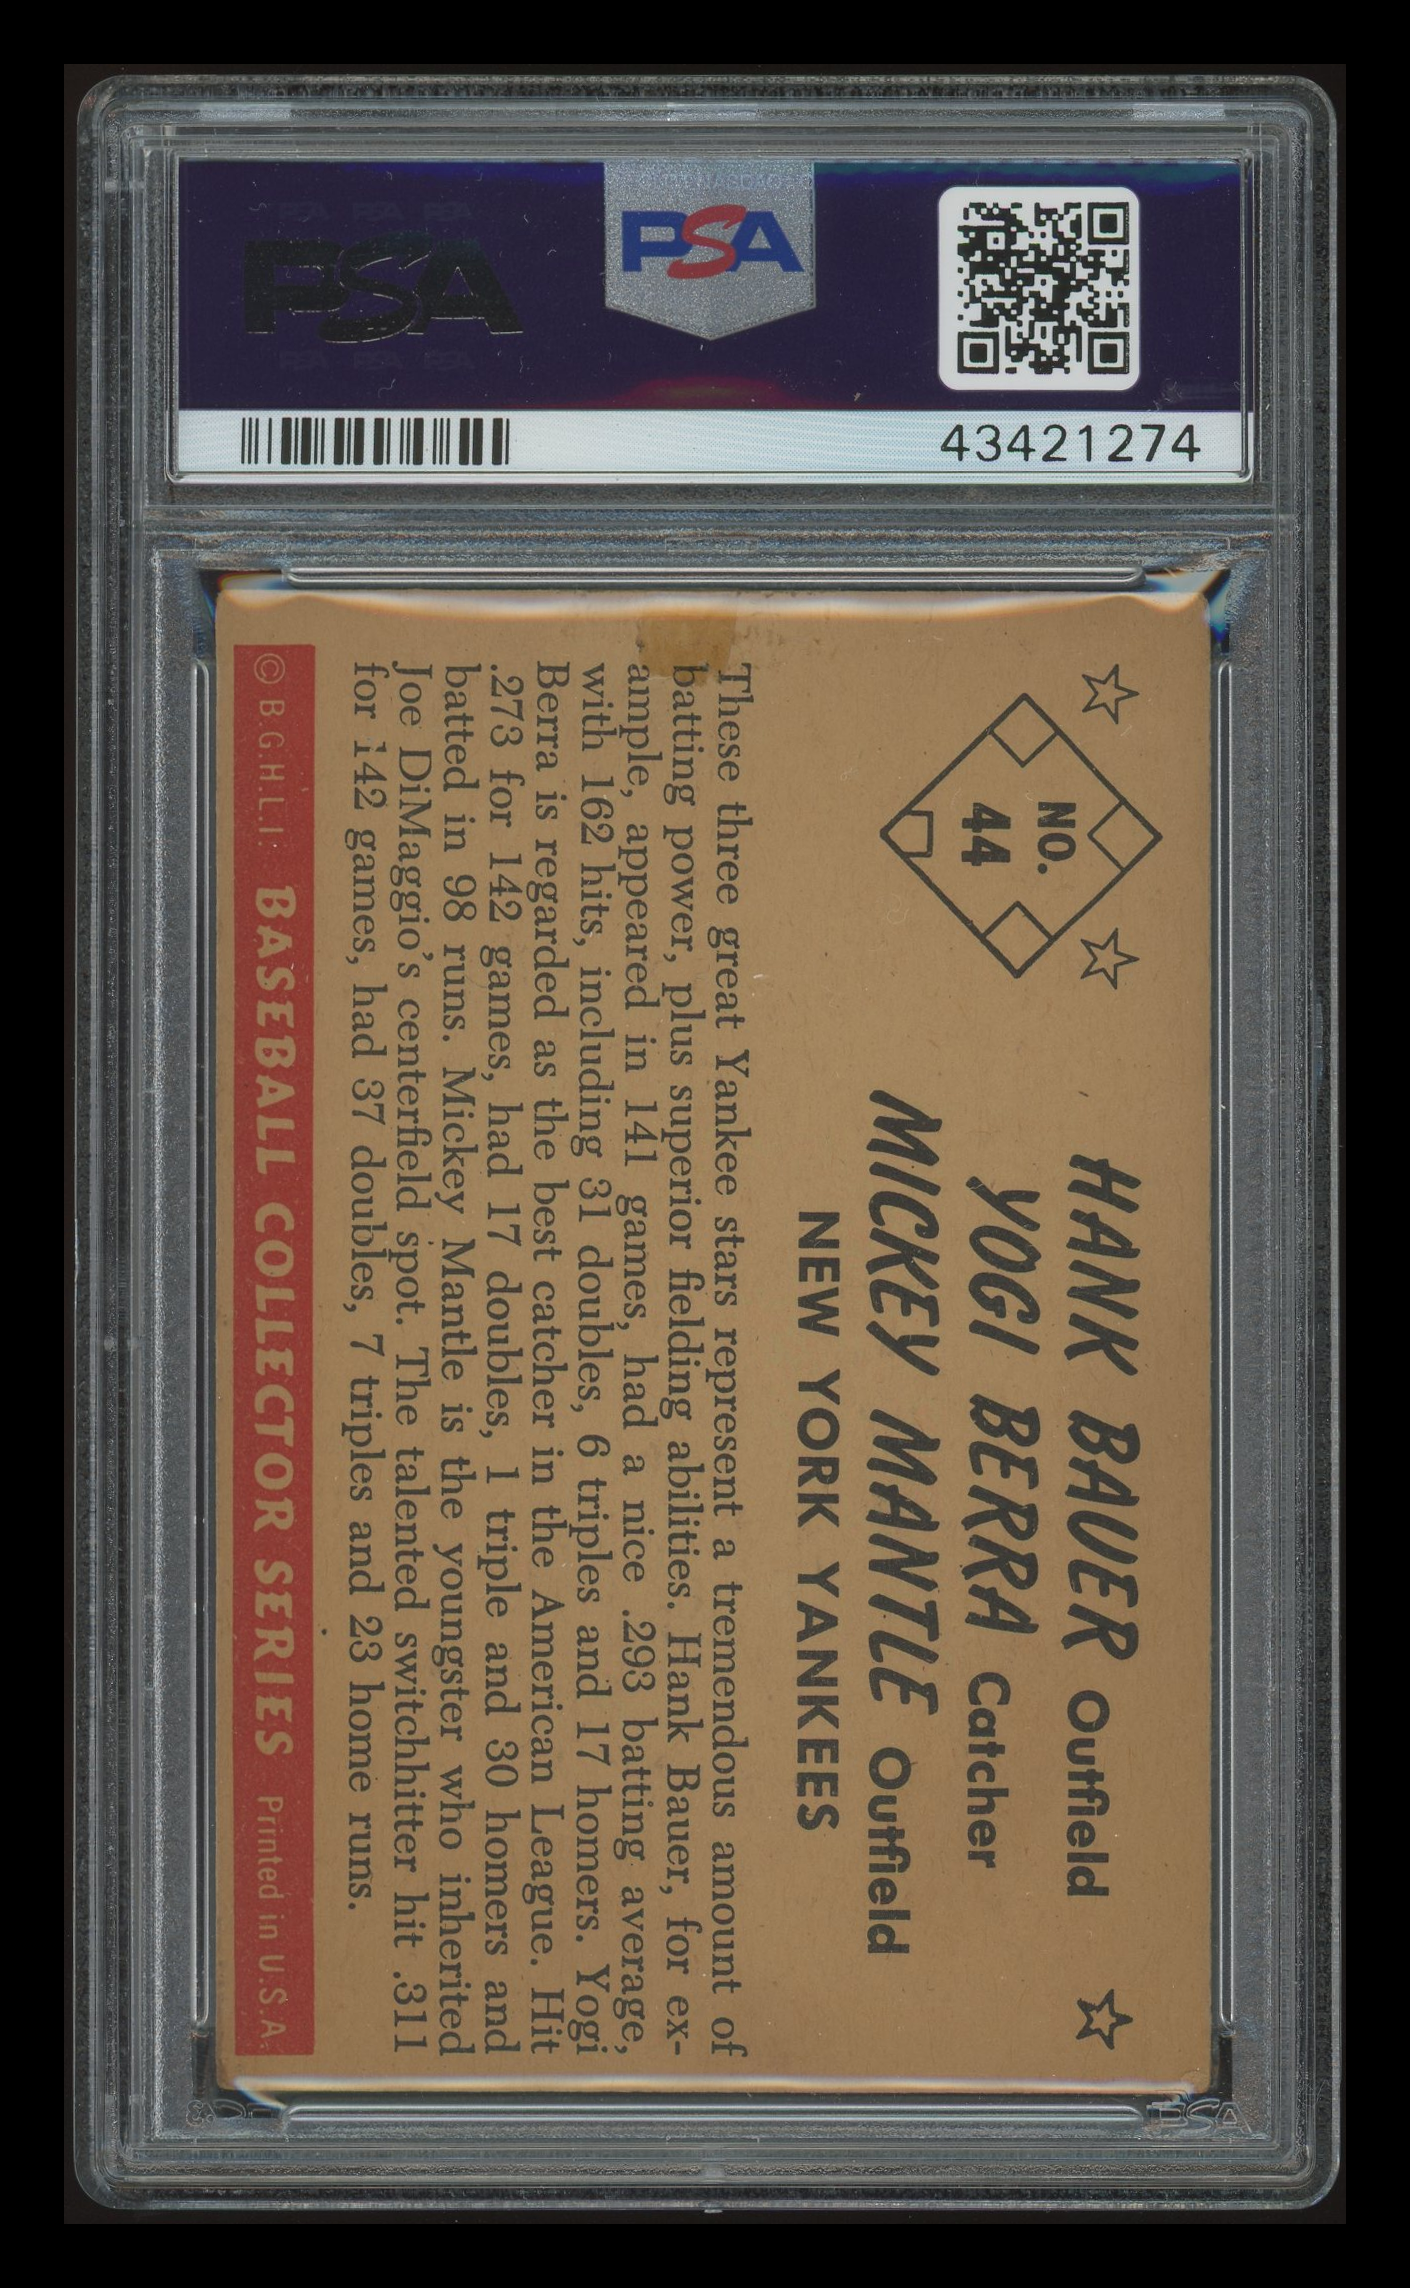 PSA
PSA
43421274
NO.
44
HANK BAUER Outfield
YOGI BERRA Catcher
MICKEY MANTLE Outfield
NEW YORK YANKEES
These three great Yankee stars represent a tremendous amount of
batting power, plus superior fielding abilities. Hank Bauer, for ex-
ample, appeared in 141 games, had a nice .293 batting average,
with 162 hits, including 31 doubles, 6 triples and 17 homers. Yogi
Berra is regarded as the best catcher in the American League. Hit
.273 for 142 games, had 17 doubles, 1 triple and 30 homers and
batted in 98 runs. Mickey Mantle is the youngster who inherited
Joe DiMaggio's centerfield spot. The talented switchhitter hit .311
for 142 games, had 37 doubles, 7 triples and 23 home runs.
© B.G.H.L.I. BASEBALL COLLECTOR SERIES Printed in U.S.A.
PSA